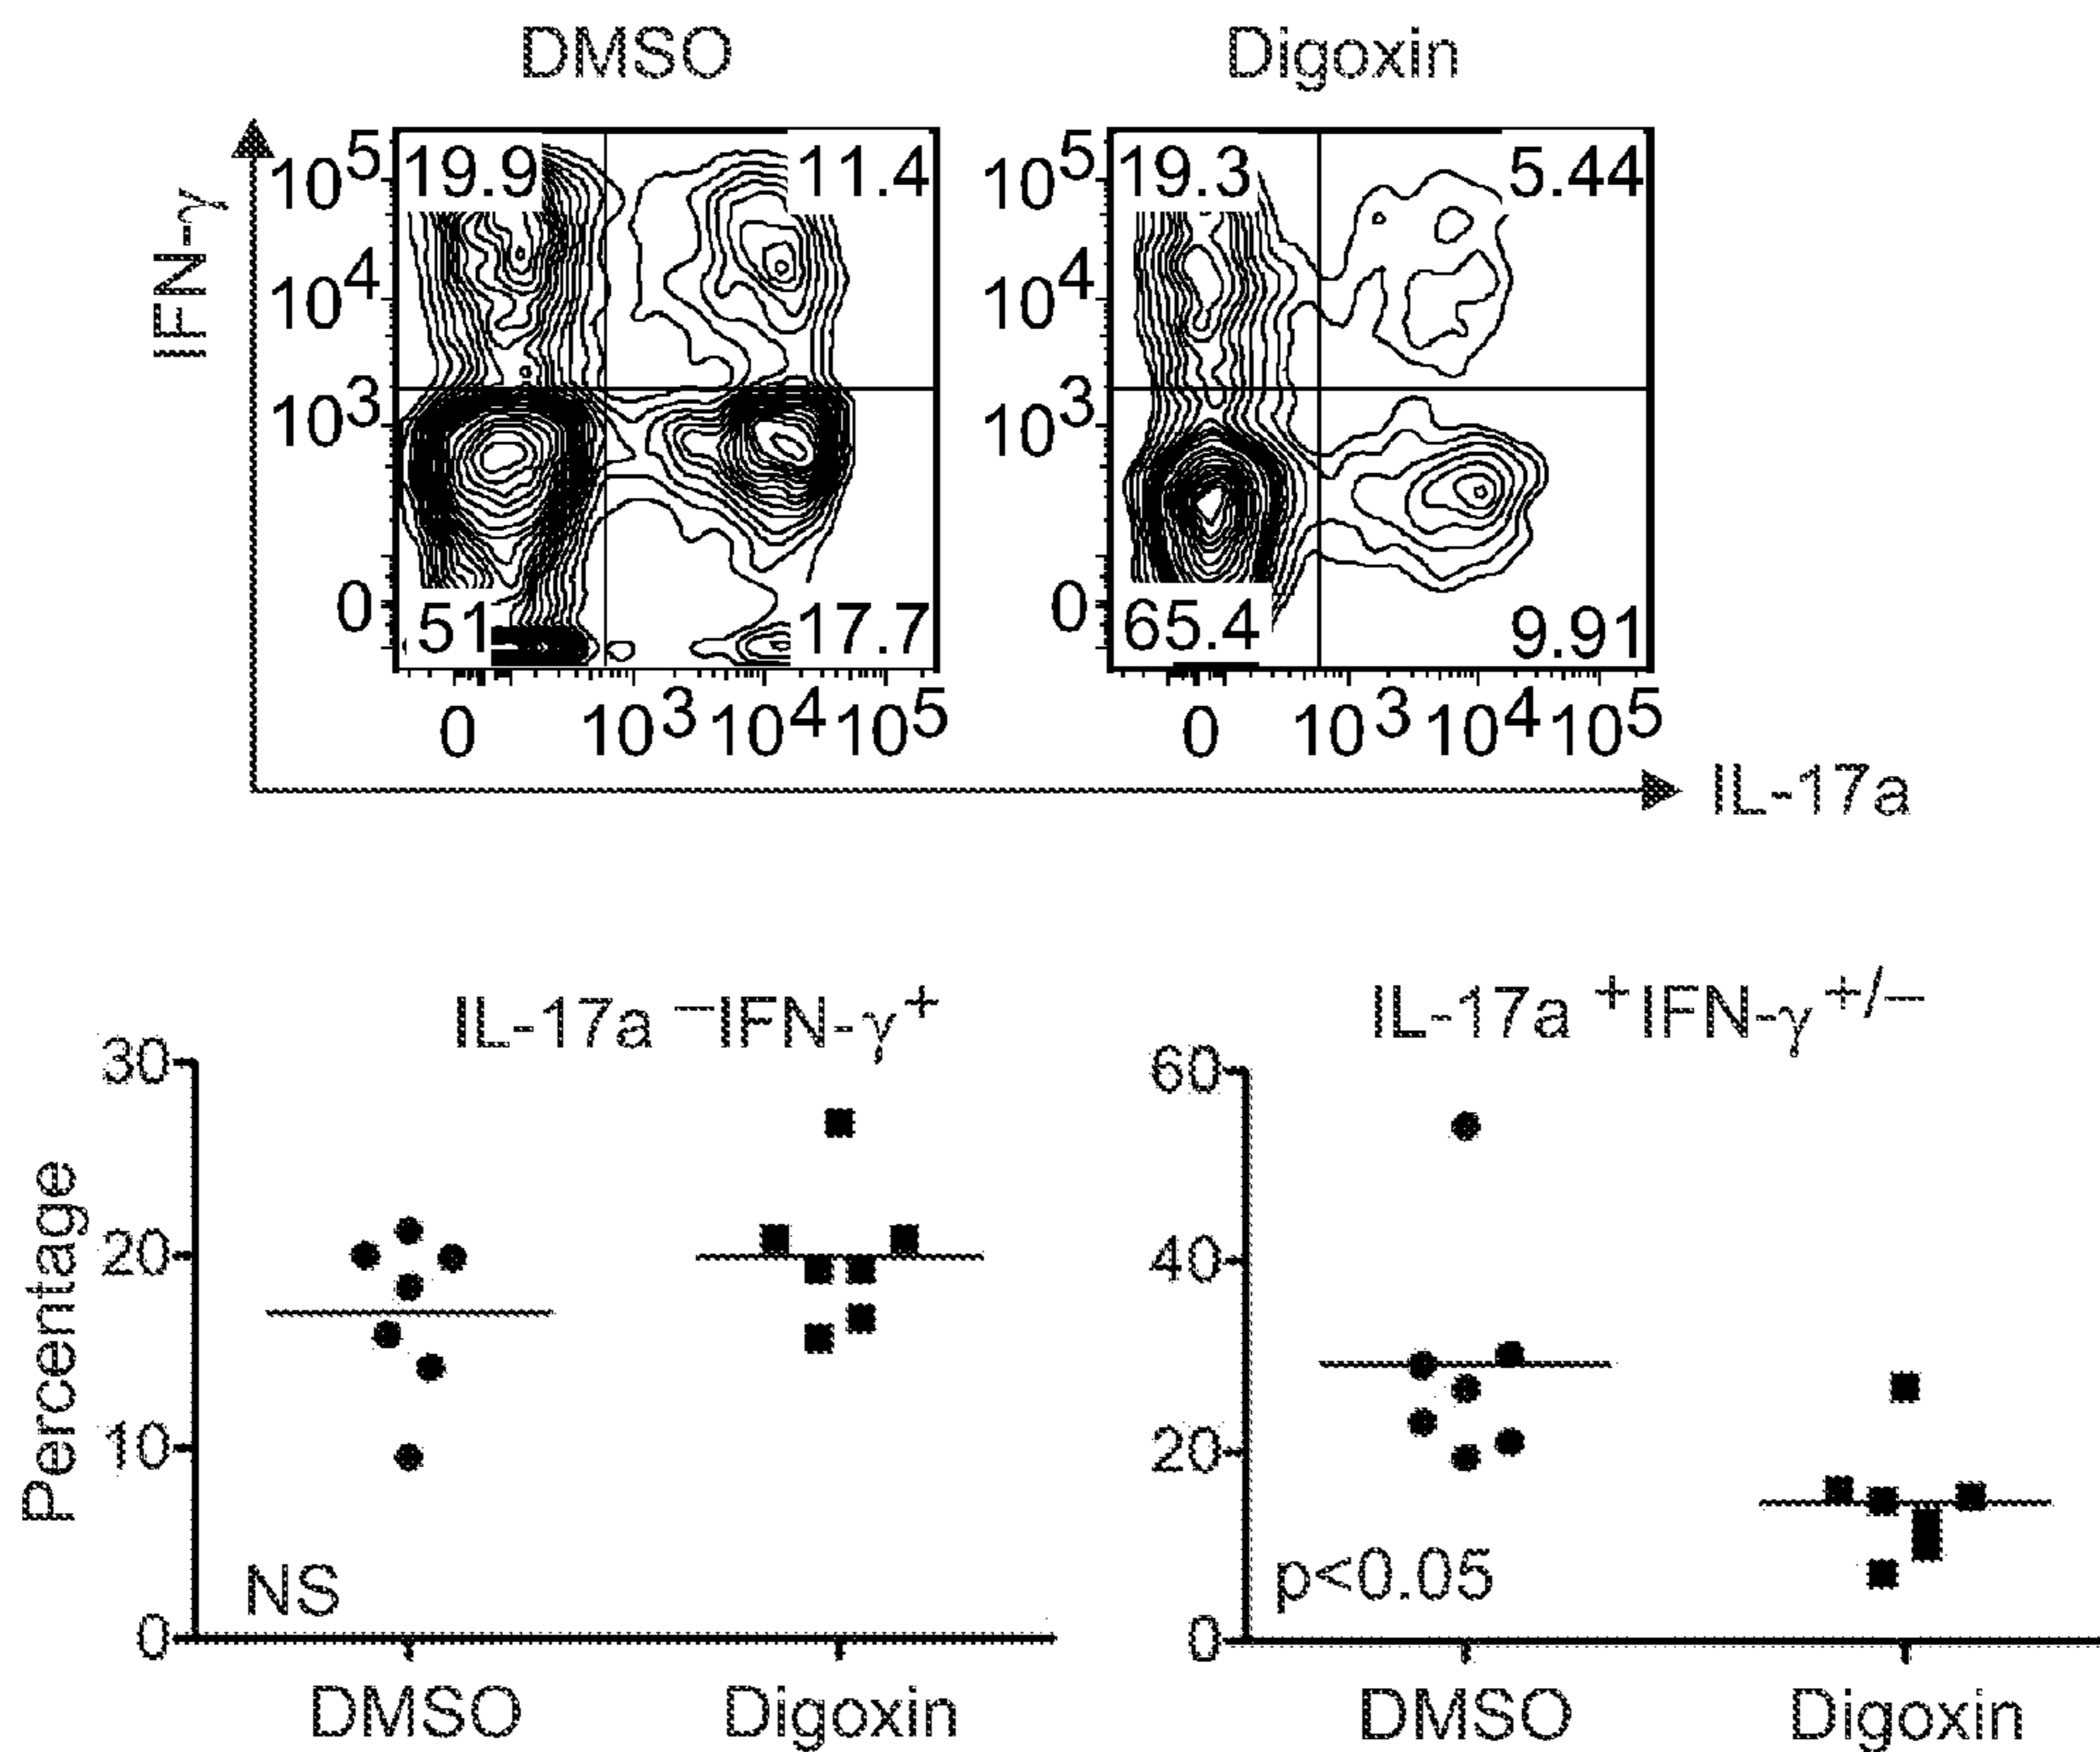 DMSO Digoxin
IFN-γ
10⁵ 19.9 11.4 10⁵ 19.3 5.44
10⁴ 10⁴
10³ 10³
0 51 17.7 0 65.4 9.91
0 10³ 10⁴ 10⁵ 0 10³ 10⁴ 10⁵
IL-17a
IL-17a ⁻IFN-γ⁺ IL-17a ⁺IFN-γ ⁺/⁻
Percentage
30 60
20 40
10 20
NS p<0.05
0 0
DMSO Digoxin DMSO Digoxin